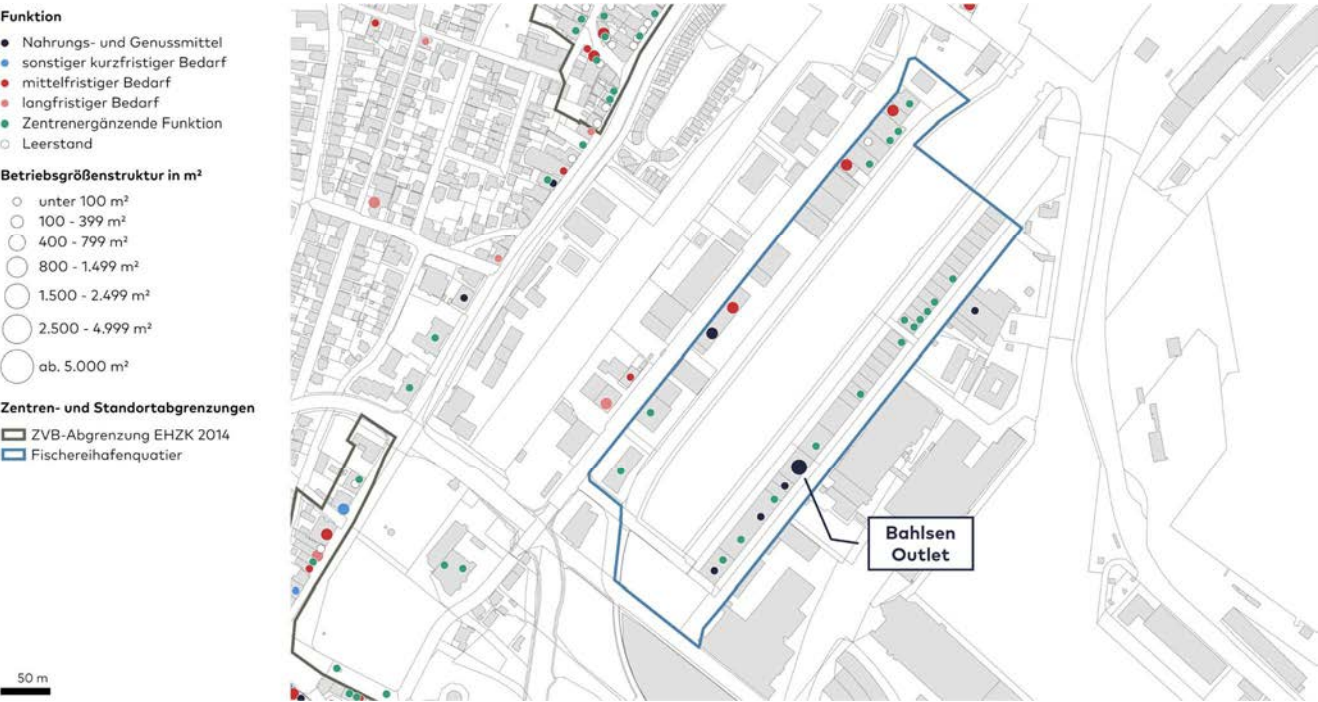 Funktion
Nahrungs- und Genussmittel
sonstiger kurzfristiger Bedarf
mittelfristiger Bedarf
langfristiger Bedarf
Zentrenergänzende Funktion
Leerstand
Betriebsgrößenstruktur in m²
unter 100 m²
100 - 399 m²
400 - 799 m²
800 - 1.499 m²
1.500 - 2.499 m²
2.500 - 4.999 m²
ab. 5.000 m²
Zentren- und Standortabgrenzungen
ZVB-Abgrenzung EHZK 2014
Fischereihafenquatier
50 m
Bahlsen
Outlet